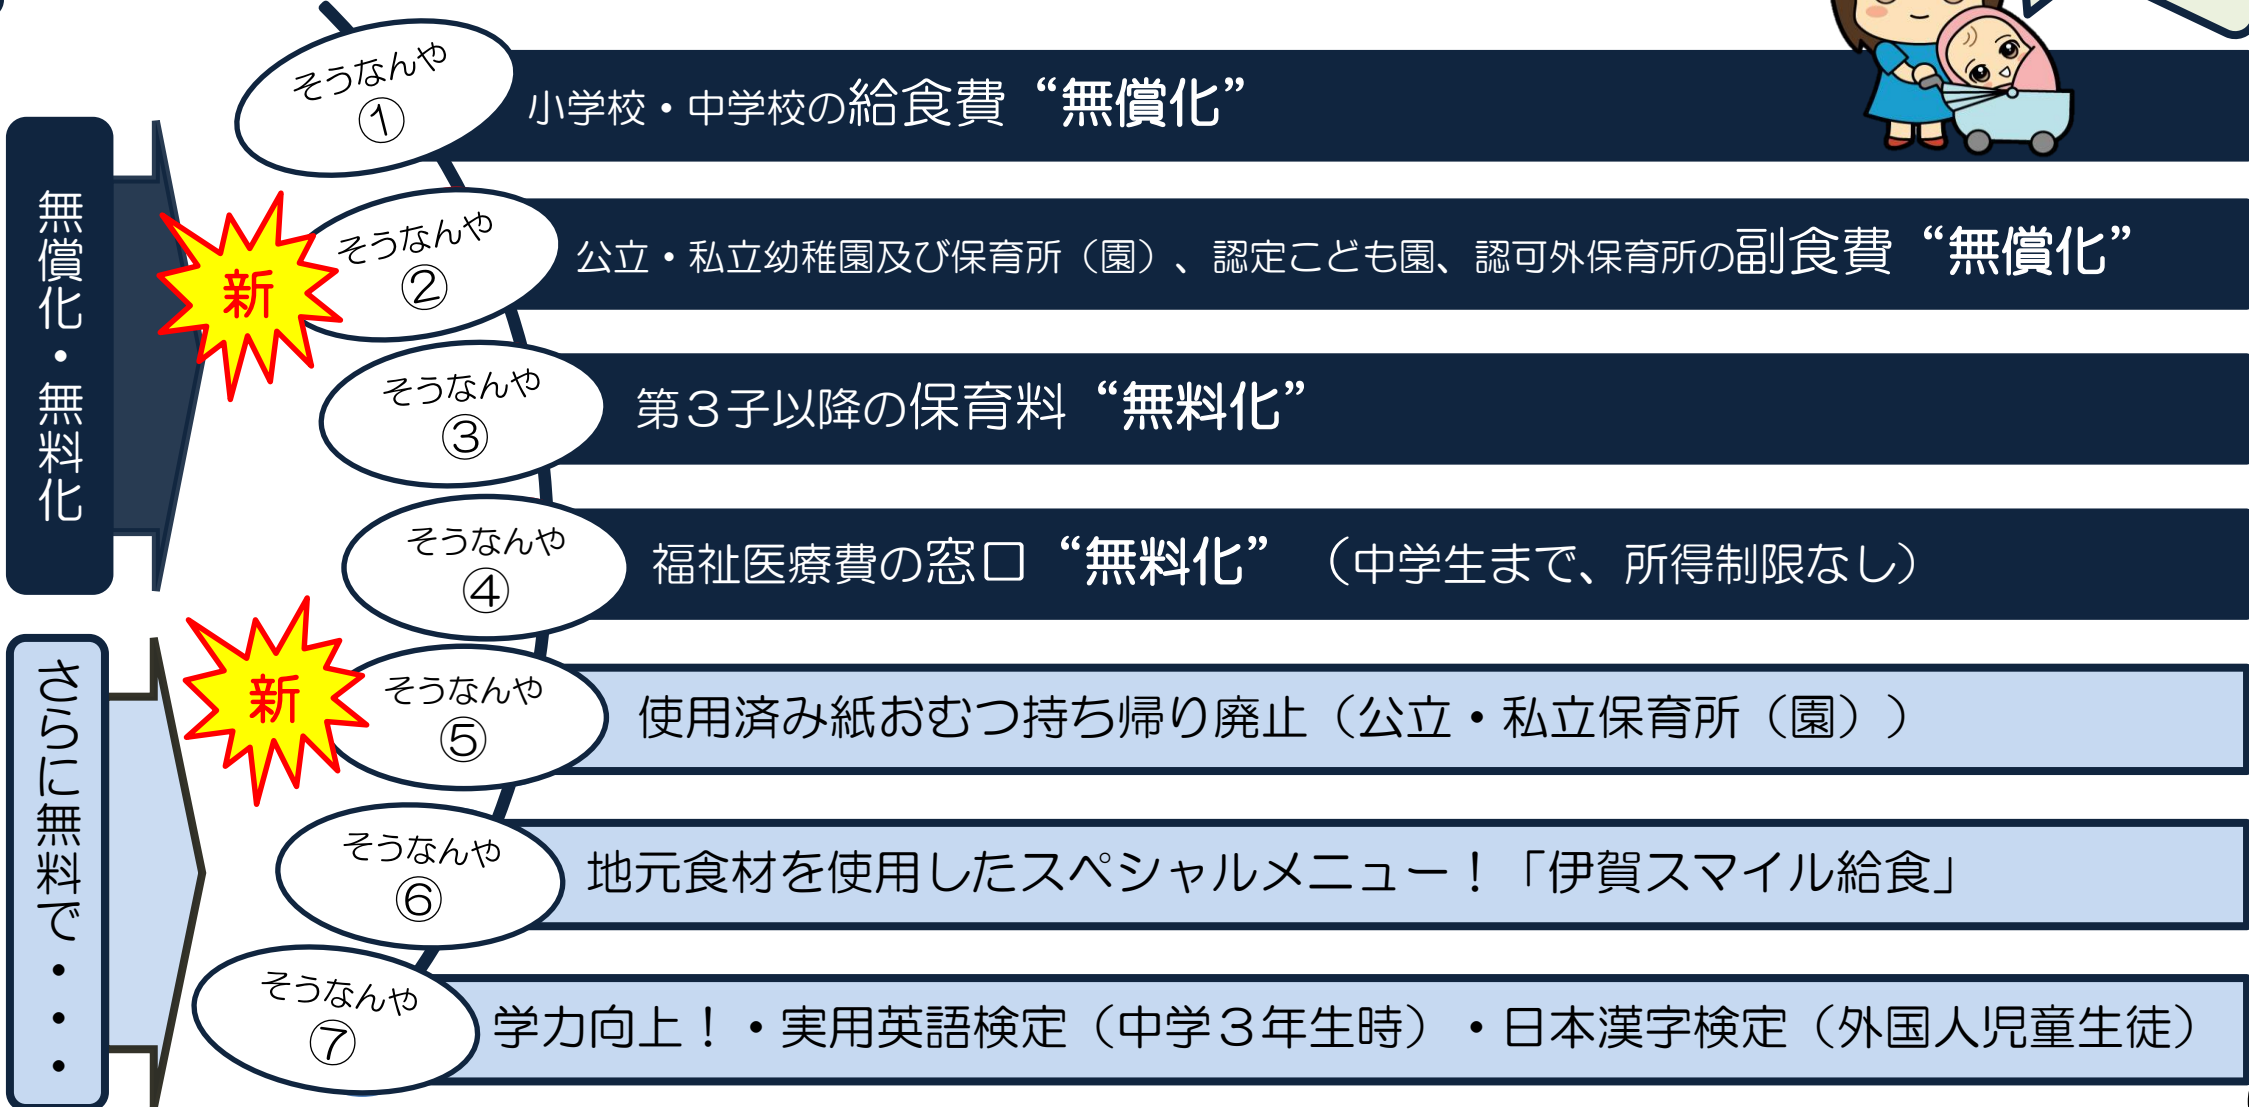 無償化・無料化
そうなんや
①
小学校・中学校の給食費“無償化”
新
そうなんや
②
公立・私立幼稚園及び保育所（園）、認定こども園、認可外保育所の副食費“無償化”
そうなんや
③
第３子以降の保育料“無料化”
そうなんや
④
福祉医療費の窓口“無料化”（中学生まで、所得制限なし）
さらに無料で・・・
新
そうなんや
⑤
使用済み紙おむつ持ち帰り廃止（公立・私立保育所（園））
そうなんや
⑥
地元食材を使用したスペシャルメニュー！「伊賀スマイル給食」
そうなんや
⑦
学力向上！・実用英語検定（中学３年生時）・日本漢字検定（外国人児童生徒）